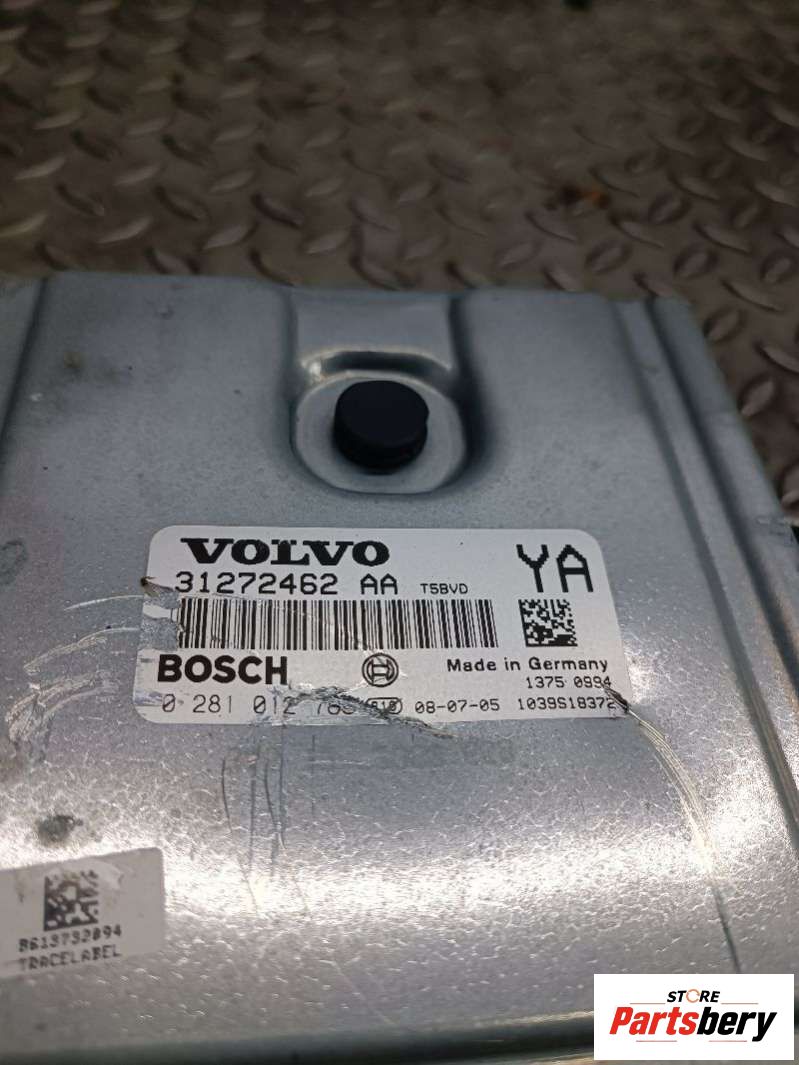 VOLVO
31272462 AA T5BVD
YA
BOSCH
Made in Germany
1375 0994
0 281 012 08-07-05 1039S18372
8613732094
TRACELABEL
STORE
Partsbery